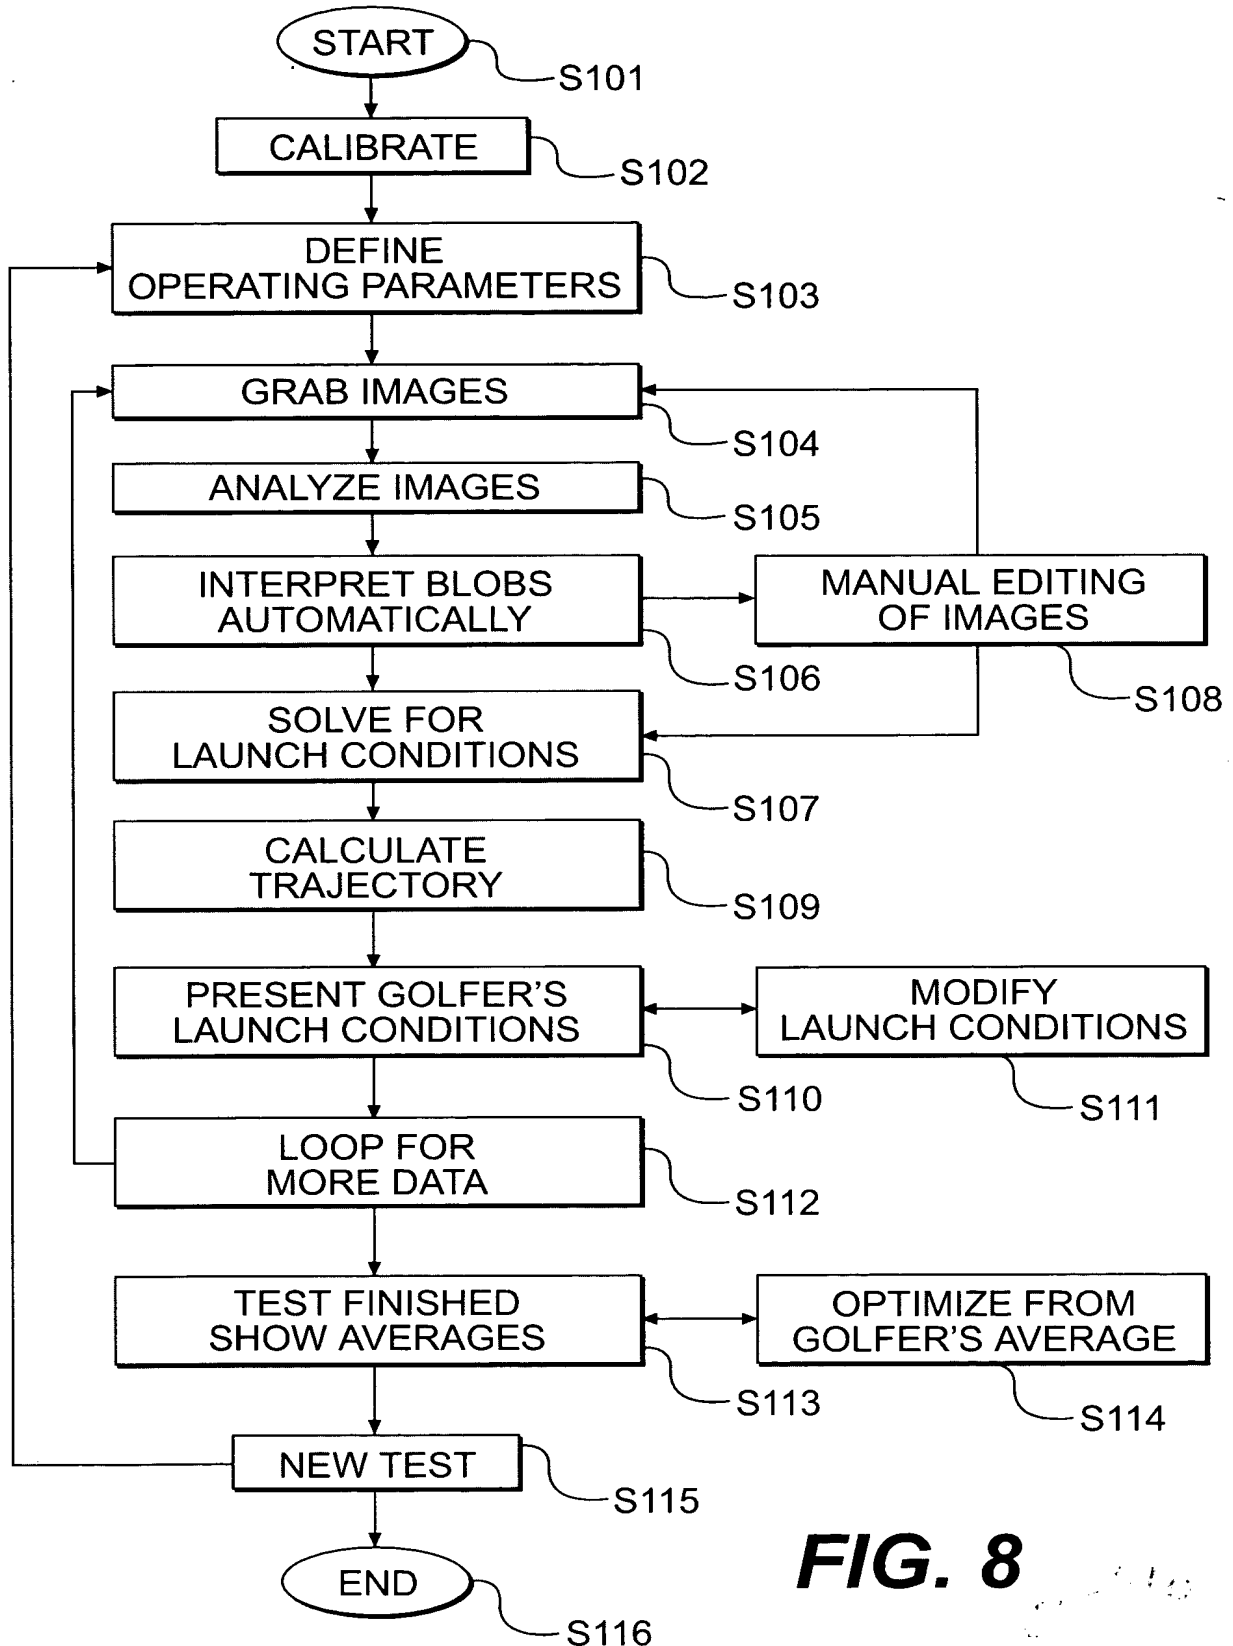 START
S101
CALIBRATE
S102
DEFINE
OPERATING PARAMETERS
S103
GRAB IMAGES
S104
ANALYZE IMAGES
S105
INTERPRET BLOBS
AUTOMATICALLY
S106
MANUAL EDITING
OF IMAGES
S108
SOLVE FOR
LAUNCH CONDITIONS
S107
CALCULATE
TRAJECTORY
S109
PRESENT GOLFER'S
LAUNCH CONDITIONS
S110
MODIFY
LAUNCH CONDITIONS
S111
LOOP FOR
MORE DATA
S112
TEST FINISHED
SHOW AVERAGES
S113
OPTIMIZE FROM
GOLFER'S AVERAGE
S114
NEW TEST
S115
END
S116
FIG. 8